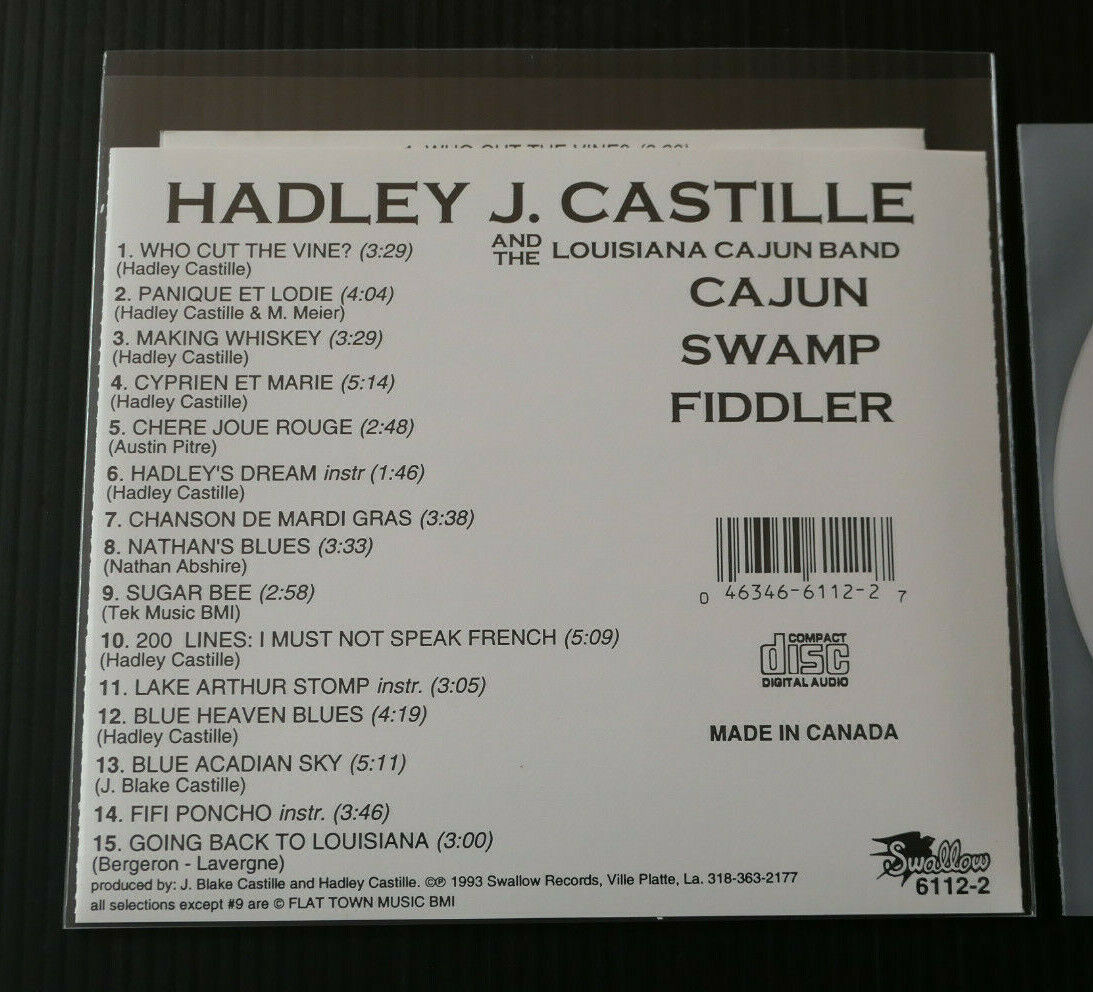 1. WHO CUT THE VINE? (3:29)
HADLEY J. CASTILLE
AND THE LOUISIANA CAJUN BAND
CAJUN
SWAMP
FIDDLER
1. WHO CUT THE VINE? (3:29)
(Hadley Castille)
2. PANIQUE ET LODIE (4:04)
(Hadley Castille & M. Meier)
3. MAKING WHISKEY (3:29)
(Hadley Castille)
4. CYPRIEN ET MARIE (5:14)
(Hadley Castille)
5. CHERE JOUE ROUGE (2:48)
(Austin Pitre)
6. HADLEY'S DREAM instr (1:46)
(Hadley Castille)
7. CHANSON DE MARDI GRAS (3:38)
8. NATHAN'S BLUES (3:33)
(Nathan Abshire)
9. SUGAR BEE (2:58)
(Tek Music BMI)
10. 200 LINES: I MUST NOT SPEAK FRENCH (5:09)
(Hadley Castille)
11. LAKE ARTHUR STOMP instr. (3:05)
12. BLUE HEAVEN BLUES (4:19)
(Hadley Castille)
13. BLUE ACADIAN SKY (5:11)
(J. Blake Castille)
14. FIFI PONCHO instr. (3:46)
15. GOING BACK TO LOUISIANA (3:00)
(Bergeron - Lavergne)
0 46346-6112-2 7
COMPACT
disc
DIGITAL AUDIO
MADE IN CANADA
Swallow
6112-2
produced by: J. Blake Castille and Hadley Castille. ©℗ 1993 Swallow Records, Ville Platte, La. 318-363-2177
all selections except #9 are © FLAT TOWN MUSIC BMI